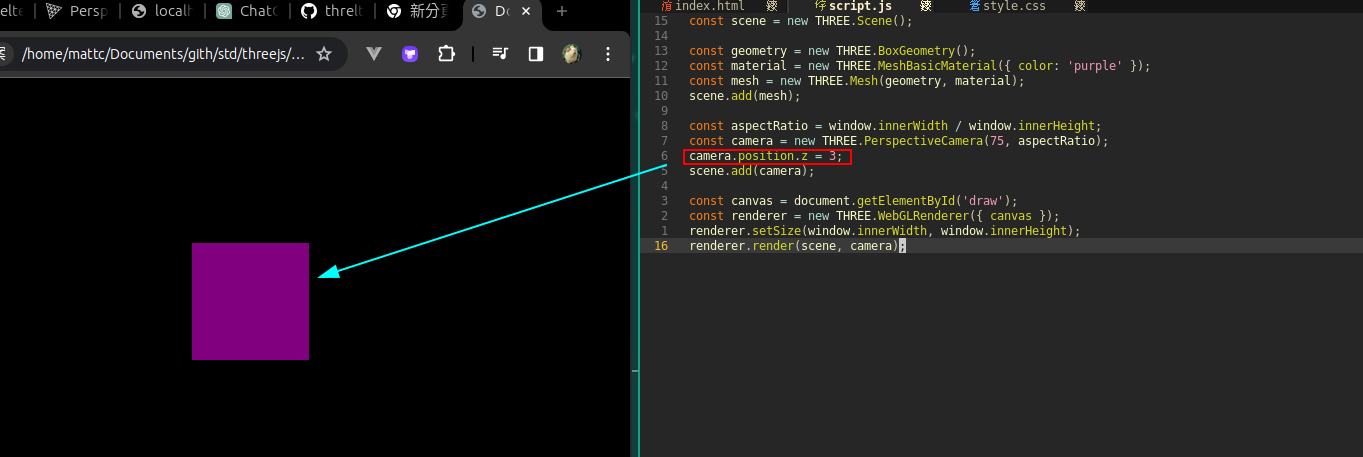 elte
Persp
localh
ChatG
threlt
新分頁
Do
/home/mattc/Documents/gith/std/threejs/…
index.html
script.js
style.css
15 const scene = new THREE.Scene();
14
13 const geometry = new THREE.BoxGeometry();
12 const material = new THREE.MeshBasicMaterial({ color: 'purple' });
11 const mesh = new THREE.Mesh(geometry, material);
10 scene.add(mesh);
9
8 const aspectRatio = window.innerWidth / window.innerHeight;
7 const camera = new THREE.PerspectiveCamera(75, aspectRatio);
6 camera.position.z = 3;
5 scene.add(camera);
4
3 const canvas = document.getElementById('draw');
2 const renderer = new THREE.WebGLRenderer({ canvas });
1 renderer.setSize(window.innerWidth, window.innerHeight);
16 renderer.render(scene, camera);